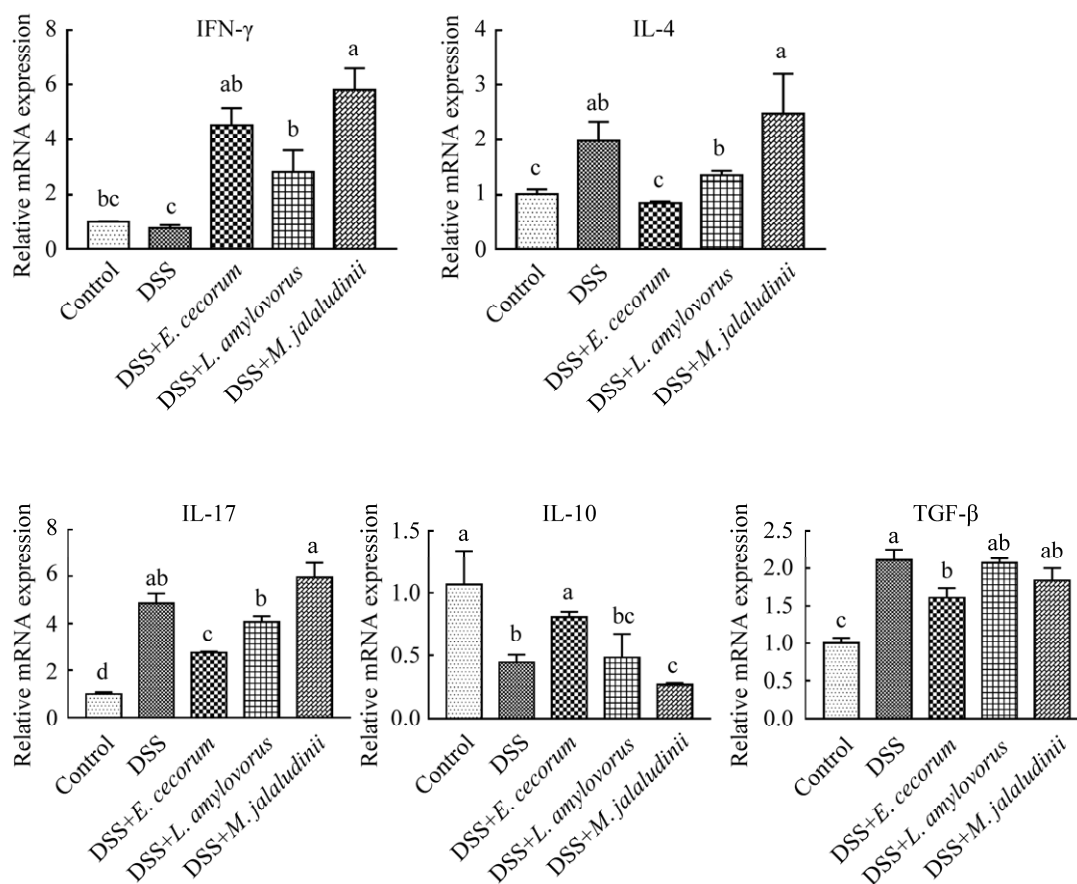 IFN-γ
Relative mRNA expression
8
6
4
2
0
bc
c
ab
b
a
Control
DSS
DSS+E. cecorum
DSS+L. amylovorus
DSS+M. jalaludinii
IL-4
Relative mRNA expression
4
3
2
1
0
c
ab
c
b
a
Control
DSS
DSS+E. cecorum
DSS+L. amylovorus
DSS+M. jalaludinii
IL-17
Relative mRNA expression
8
6
4
2
0
d
ab
c
b
a
Control
DSS
DSS+E. cecorum
DSS+L. amylovorus
DSS+M. jalaludinii
IL-10
Relative mRNA expression
1.5
1.0
0.5
0.0
a
b
a
bc
c
Control
DSS
DSS+E. cecorum
DSS+L. amylovorus
DSS+M. jalaludinii
TGF-β
Relative mRNA expression
2.5
2.0
1.5
1.0
0.5
0.0
c
a
b
ab
ab
Control
DSS
DSS+E. cecorum
DSS+L. amylovorus
DSS+M. jalaludinii